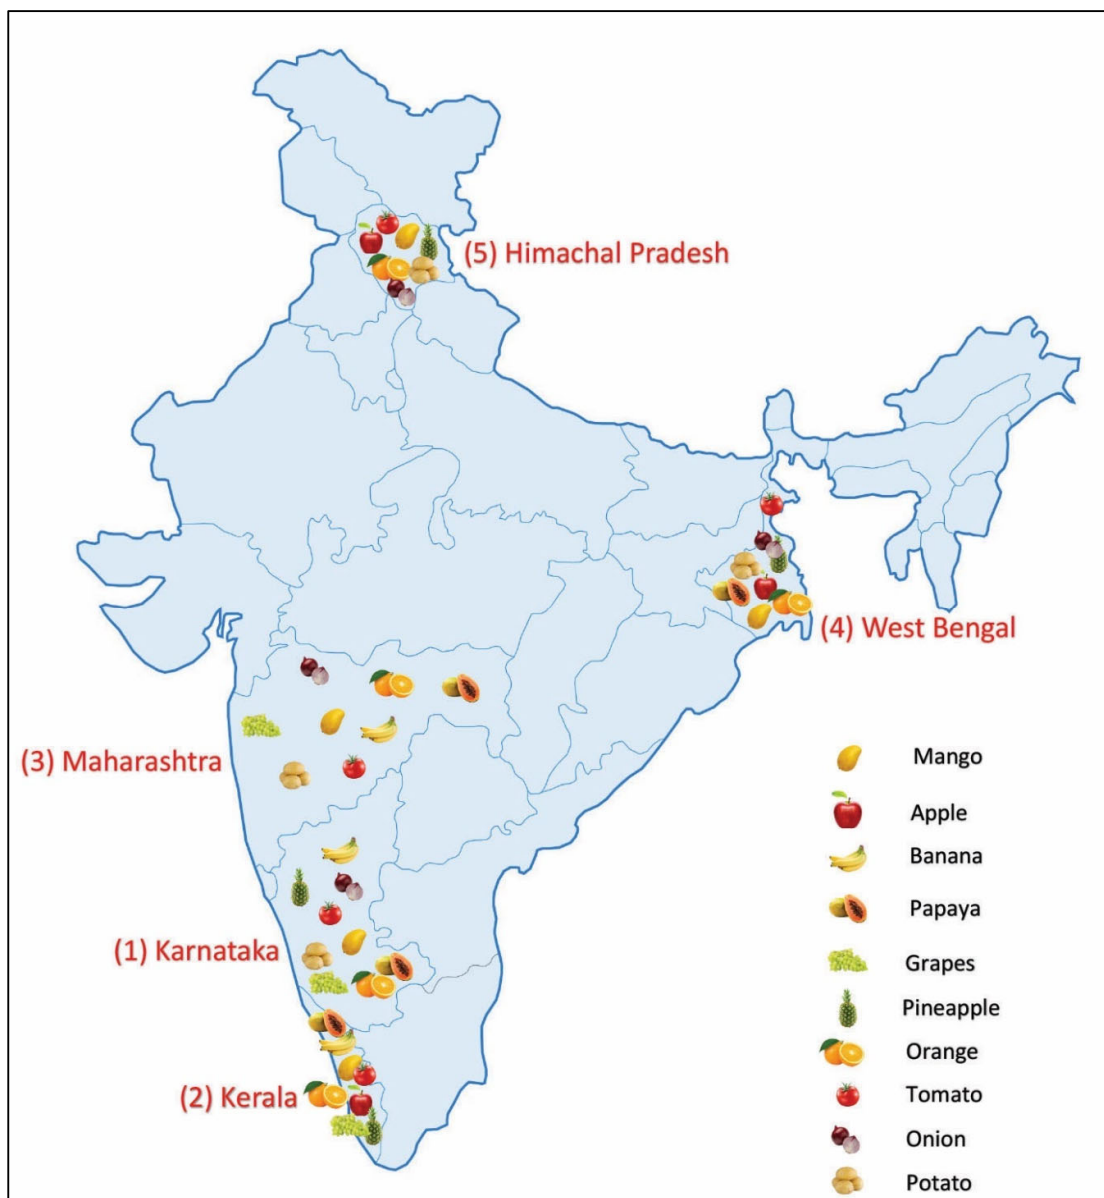 (5) Himachal Pradesh
(4) West Bengal
(3) Maharashtra
(1) Karnataka
(2) Kerala
Mango
Apple
Banana
Papaya
Grapes
Pineapple
Orange
Tomato
Onion
Potato